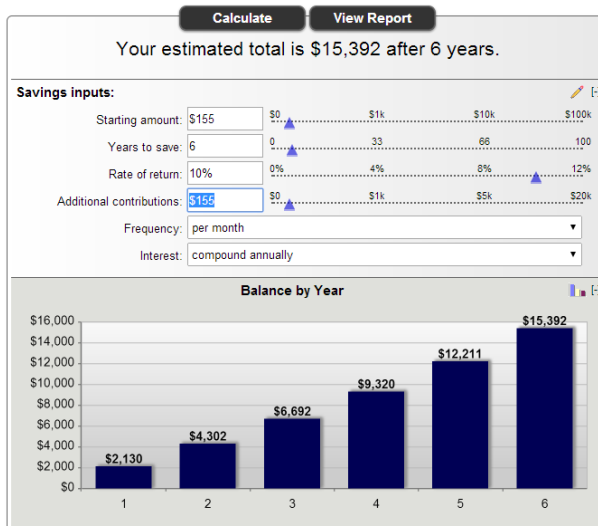 Calculate View Report
Your estimated total is $15,392 after 6 years.
Savings inputs: [-
Starting amount: $155 $0 $1k $10k $100k
Years to save: 6 0 33 66 100
Rate of return: 10% 0% 4% 8% 12%
Additional contributions: $155 $0 $1k $5k $20k
Frequency: per month
Interest: compound annually
Balance by Year [-
$16,000 $15,392
$14,000
$12,000 $12,211
$10,000 $9,320
$8,000
$6,000 $6,692
$4,000 $4,302
$2,000 $2,130
$0
1 2 3 4 5 6